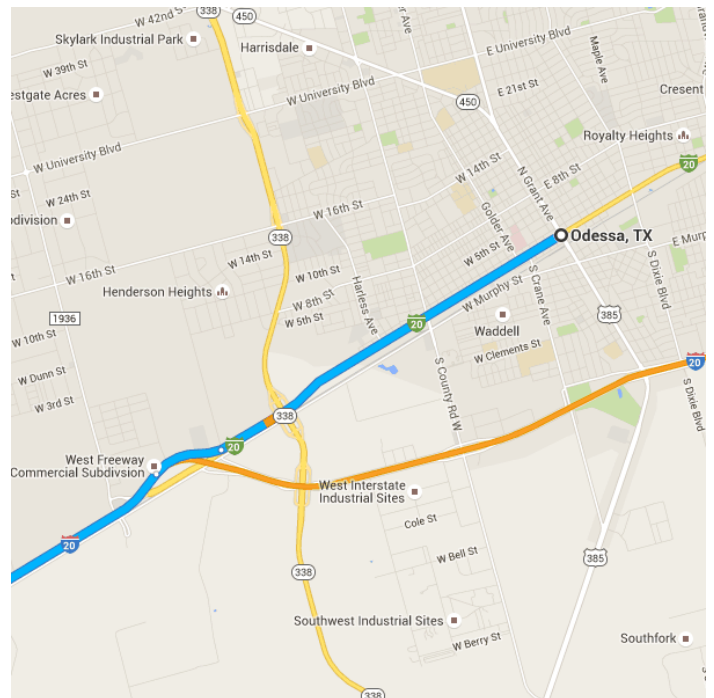 W 42nd St
338
450
Skylark Industrial Park
Harrisdale
E University Blvd
Maple Ave
W 39th St
estgate Acres
W University Blvd
450
E 21st St
Cresent
Royalty Heights
W University Blvd
W 14th St
E 8th St
20
W 24th St
N Grant Ave
bdivision
W 16th St
Golder Ave
338
Odessa, TX
W 14th St
W 5th St
E Murphy
W 16th St
W 10th St
S Dixie Blvd
Henderson Heights
Harless Ave
S Crane Ave
W 8th St
W Murphy St
1936
W 5th St
20
Waddell
385
W 10th St
W Clements St
20
W Dunn St
S County Rd W
S Dixie Blvd
W 3rd St
338
20
West Freeway
Commercial Subdivsion
West Interstate
Industrial Sites
Cole St
20
W Bell St
385
338
Southwest Industrial Sites
W Berry St
Southfork
338